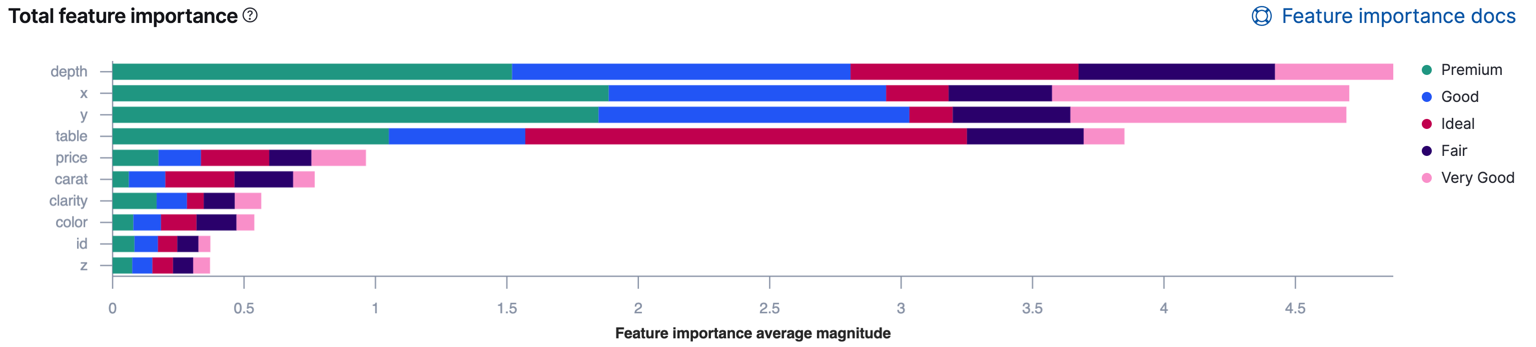 Total feature importance ?
Feature importance docs
depth
x
y
table
price
carat
clarity
color
id
z
Premium
Good
Ideal
Fair
Very Good
0 0.5 1 1.5 2 2.5 3 3.5 4 4.5
Feature importance average magnitude